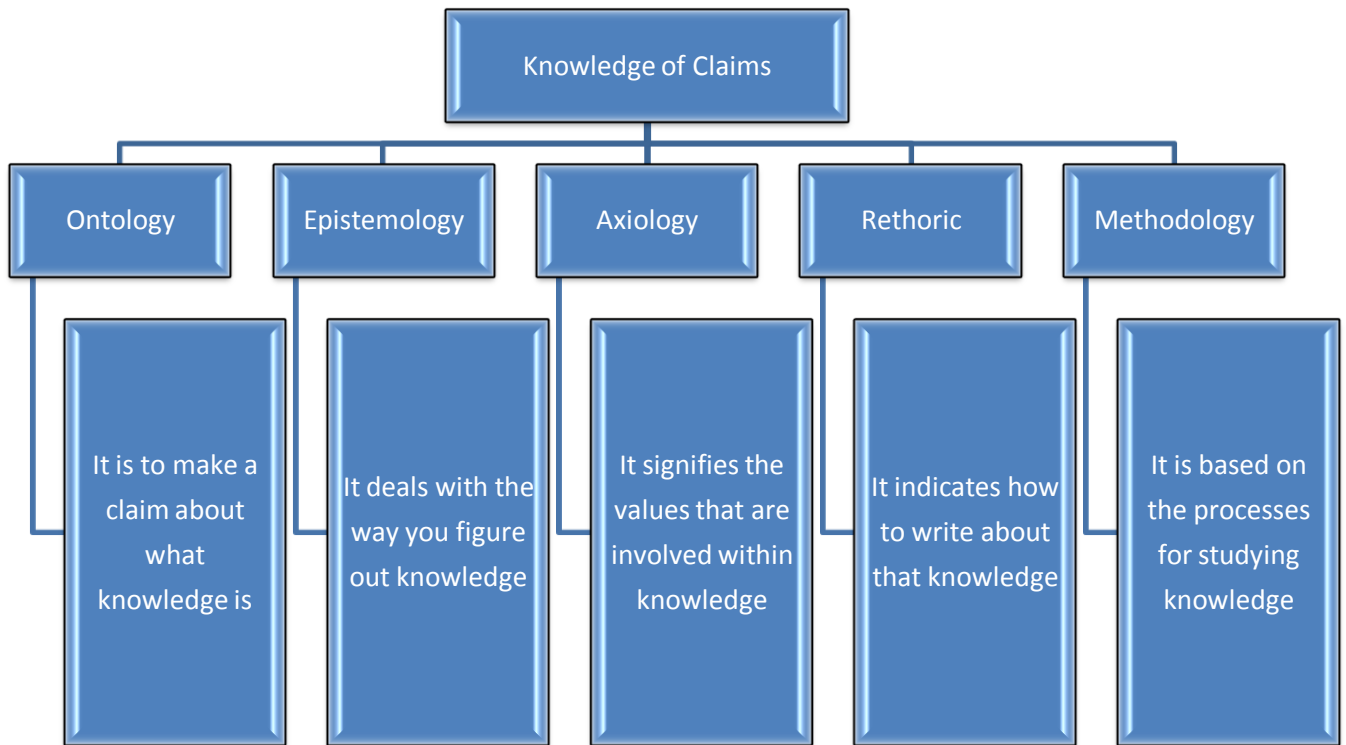 Knowledge of Claims
Ontology
Epistemology
Axiology
Rethoric
Methodology
It is to make a
claim about
what
knowledge is
It deals with the
way you figure
out knowledge
It signifies the
values that are
involved within
knowledge
It indicates how
to write about
that knowledge
It is based on
the processes
for studying
knowledge